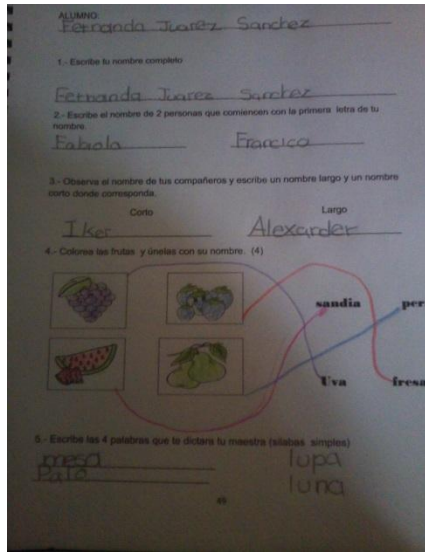 ALUMNO:
Fernanda Juarez Sanchez
1.- Escribe tu nombre completo
Fernanda Juarez Sanchez
2.- Escribe el nombre de 2 personas que comiencen con la primera letra de tu
nombre.
Fabiola Francica
3.- Observa el nombre de tus compañeros y escribe un nombre largo y un nombre
corto donde corresponda.
Corto Largo
Iker Alexander
4.- Colorea las frutas y únelas con su nombre. (4)
sandia per
Uva fresa
5.- Escribe las 4 palabras que te dictara tu maestra (silabas simples)
mesa lupa
Pala luna